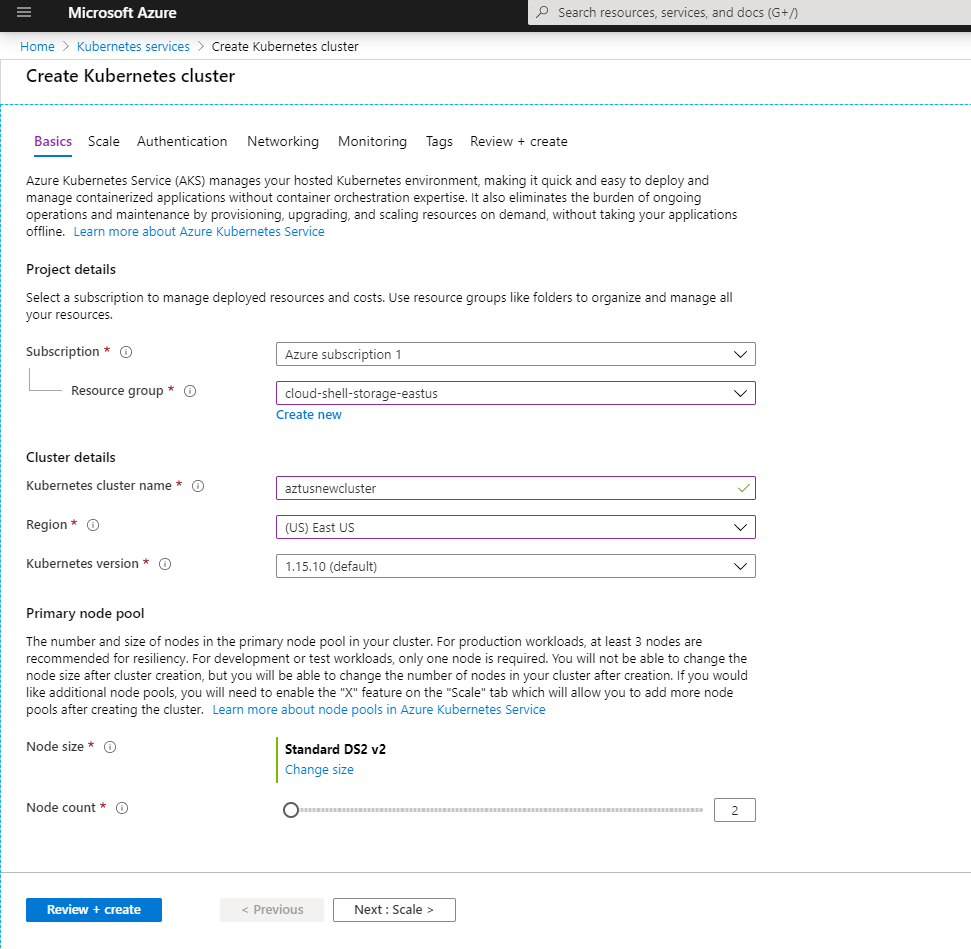 Microsoft Azure
Search resources, services, and docs (G+/)
Home > Kubernetes services > Create Kubernetes cluster
Create Kubernetes cluster
Basics Scale Authentication Networking Monitoring Tags Review + create
Azure Kubernetes Service (AKS) manages your hosted Kubernetes environment, making it quick and easy to deploy and
manage containerized applications without container orchestration expertise. It also eliminates the burden of ongoing
operations and maintenance by provisioning, upgrading, and scaling resources on demand, without taking your applications
offline. Learn more about Azure Kubernetes Service
Project details
Select a subscription to manage deployed resources and costs. Use resource groups like folders to organize and manage all
your resources.
Subscription *
Azure subscription 1
Resource group *
cloud-shell-storage-eastus
Create new
Cluster details
Kubernetes cluster name *
aztusnewcluster
Region *
(US) East US
Kubernetes version *
1.15.10 (default)
Primary node pool
The number and size of nodes in the primary node pool in your cluster. For production workloads, at least 3 nodes are
recommended for resiliency. For development or test workloads, only one node is required. You will not be able to change the
node size after cluster creation, but you will be able to change the number of nodes in your cluster after creation. If you would
like additional node pools, you will need to enable the "X" feature on the "Scale" tab which will allow you to add more node
pools after creating the cluster. Learn more about node pools in Azure Kubernetes Service
Node size *
Standard DS2 v2
Change size
Node count *
2
Review + create
< Previous
Next : Scale >